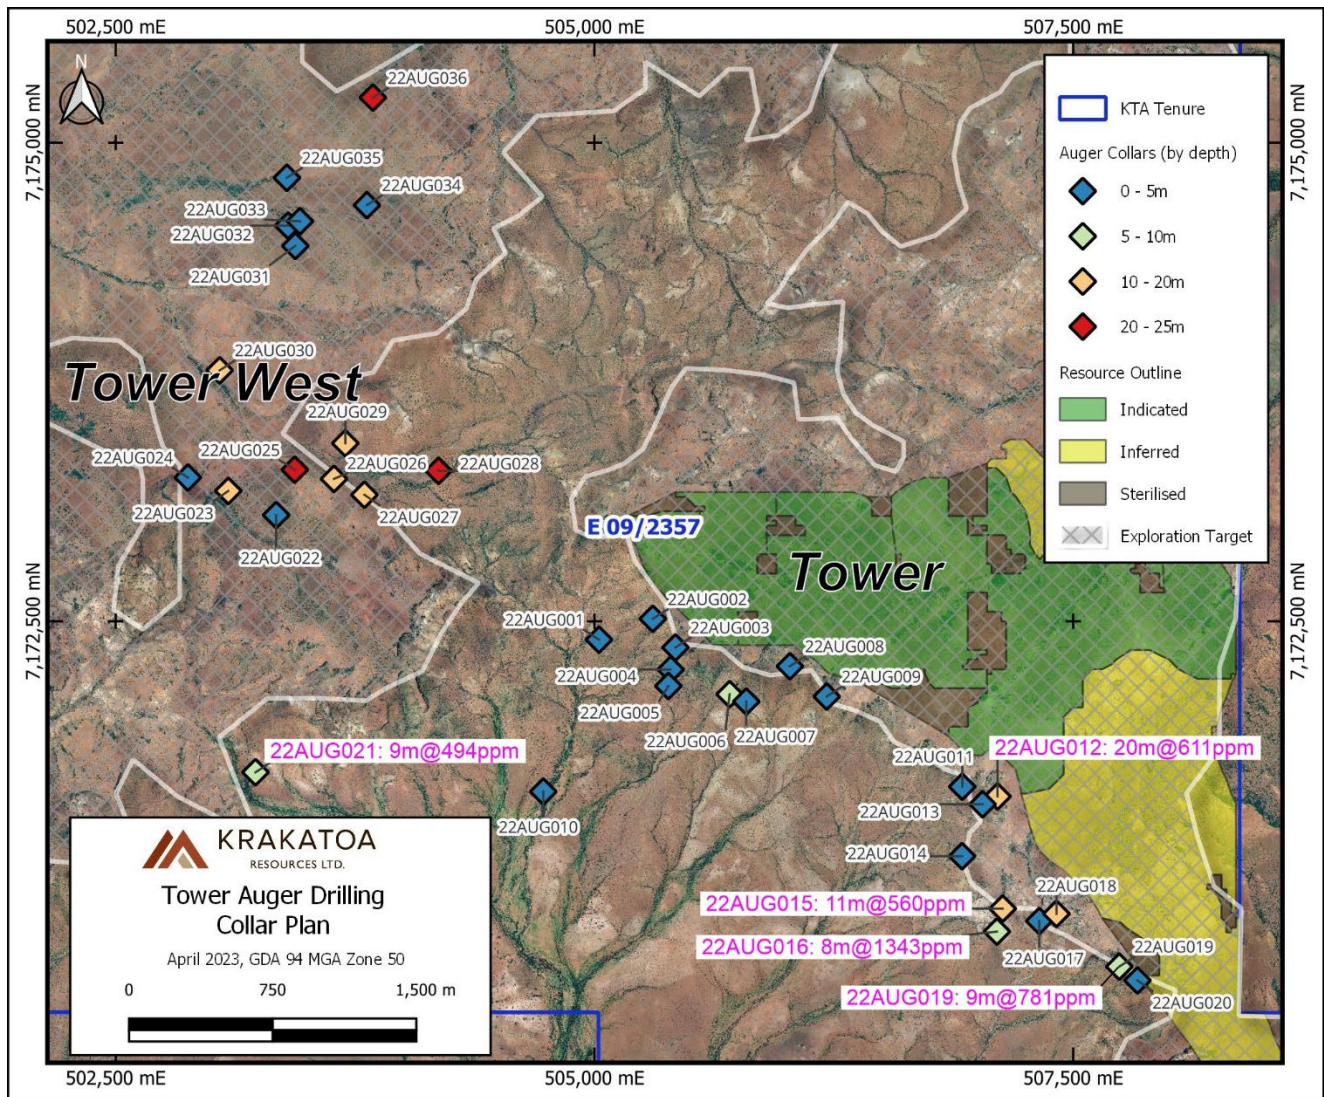 502,500 mE
505,000 mE
507,500 mE
N
7,175,000 mN
7,172,500 mN
7,175,000 mN
7,172,500 mN
KTA Tenure
Auger Collars (by depth)
0 - 5m
5 - 10m
10 - 20m
20 - 25m
Resource Outline
Indicated
Inferred
Sterilised
Exploration Target
22AUG036
22AUG035
22AUG034
22AUG033
22AUG032
22AUG031
22AUG030
Tower West
22AUG029
22AUG024
22AUG025
22AUG026
22AUG028
22AUG023
22AUG027
22AUG022
E 09/2357
Tower
22AUG001
22AUG002
22AUG003
22AUG004
22AUG005
22AUG006
22AUG007
22AUG008
22AUG009
22AUG021: 9m@494ppm
22AUG010
22AUG011
22AUG012: 20m@611ppm
22AUG013
22AUG014
22AUG015: 11m@560ppm
22AUG018
22AUG016: 8m@1343ppm
22AUG017
22AUG019
22AUG019: 9m@781ppm
22AUG020
KRAKATOA
RESOURCES LTD.
Tower Auger Drilling
Collar Plan
April 2023, GDA 94 MGA Zone 50
0
750
1,500 m
502,500 mE
505,000 mE
507,500 mE